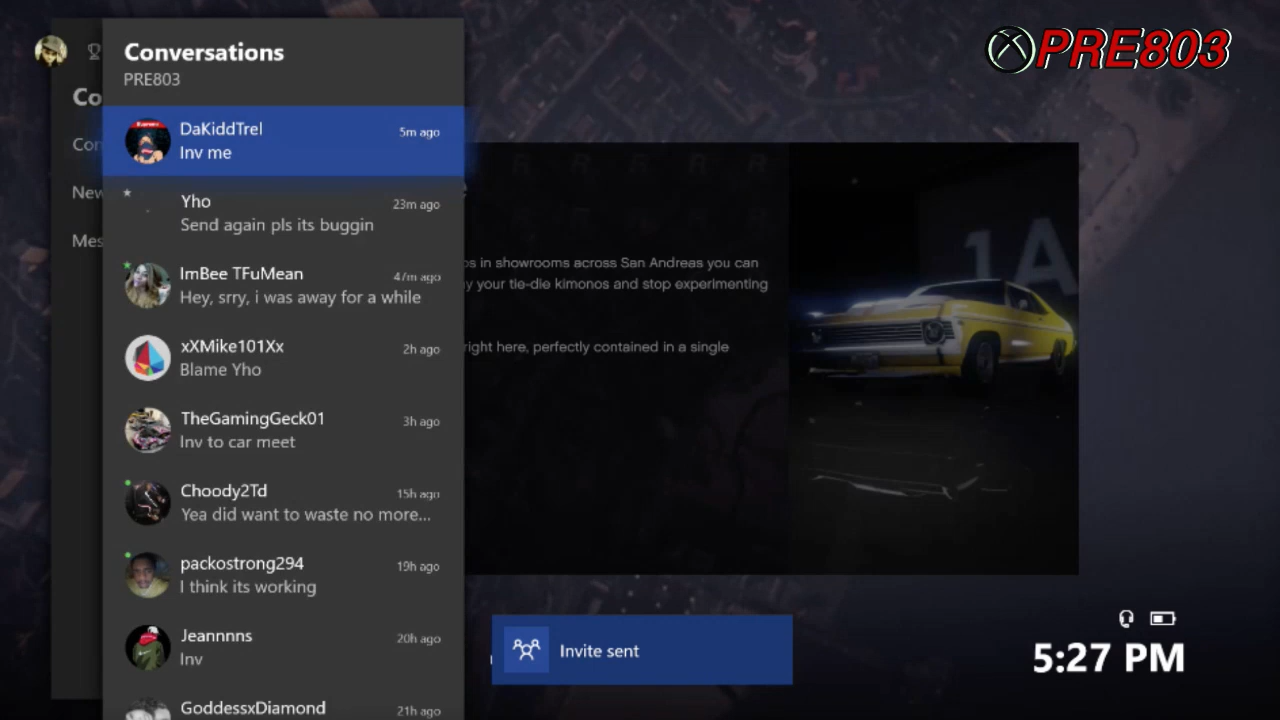 PRE803
Conversations
PRE803
Co
DaKiddTrel
5m ago
Inv me
Con
New
Yho
23m ago
Send again pls its buggin
Mes
ImBee TFuMean
47m ago
Hey, srry, i was away for a while
xXMike101Xx
2h ago
Blame Yho
TheGamingGeck01
3h ago
Inv to car meet
Choody2Td
15h ago
Yea did want to waste no more...
packostrong294
19h ago
I think its working
Jeannnns
20h ago
Inv
GoddessxDiamond
21h ago
os in showrooms across San Andreas you can
y your tie-die kimonos and stop experimenting
right here, perfectly contained in a single
1A
Invite sent
5:27 PM